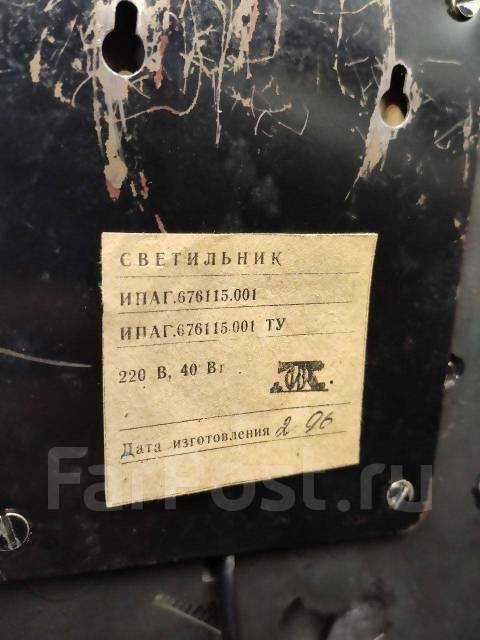 СВЕТИЛЬНИК
ИПАГ.676115.001
ИПАГ.676115.001 ТУ
220 В, 40 Вт
Дата изготовления 2 96
FarPost.ru